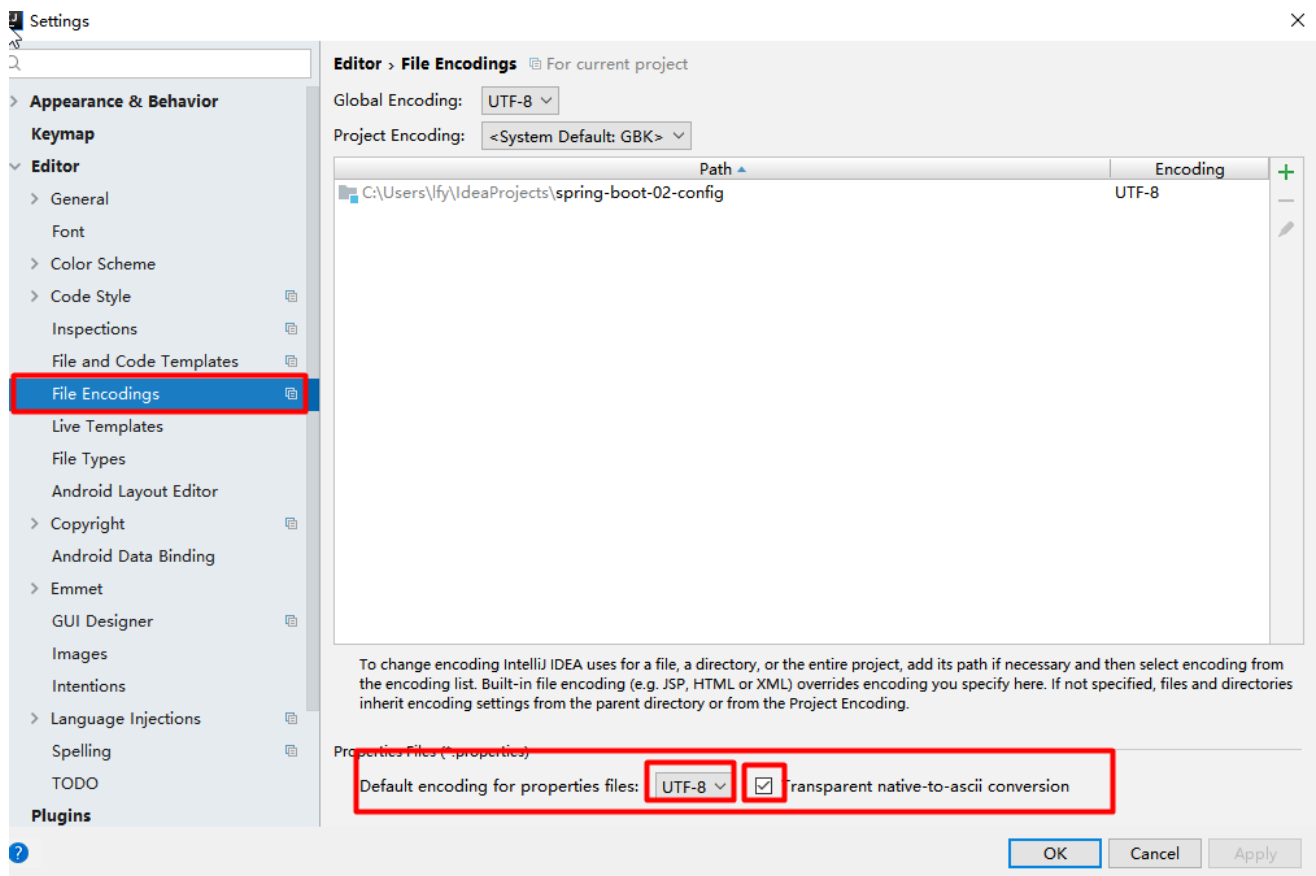 Settings
Appearance & Behavior
Keymap
Editor
General
Font
Color Scheme
Code Style
Inspections
File and Code Templates
File Encodings
Live Templates
File Types
Android Layout Editor
Copyright
Android Data Binding
Emmet
GUI Designer
Images
Intentions
Language Injections
Spelling
TODO
Plugins
Editor › File Encodings For current project
Global Encoding: UTF-8
Project Encoding: <System Default: GBK>
Path Encoding
C:\Users\lfy\IdeaProjects\spring-boot-02-config UTF-8
To change encoding IntelliJ IDEA uses for a file, a directory, or the entire project, add its path if necessary and then select encoding from
the encoding list. Built-in file encoding (e.g. JSP, HTML or XML) overrides encoding you specify here. If not specified, files and directories
inherit encoding settings from the parent directory or from the Project Encoding.
Properties Files (*.properties)
Default encoding for properties files: UTF-8 Transparent native-to-ascii conversion
? OK Cancel Apply